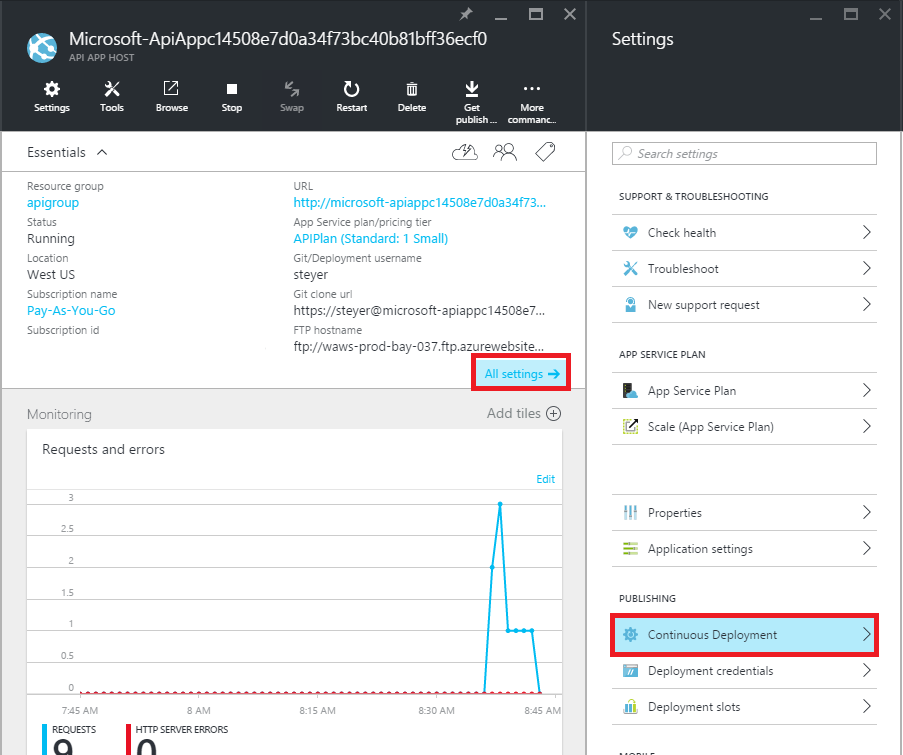 Microsoft-ApiAppc14508e7d0a34f73bc40b81bff36ecf0
API APP HOST
Settings
Tools
Browse
Stop
Swap
Restart
Delete
Get
publish ...
More
commanc...
Essentials
Resource group
apigroup
Status
Running
Location
West US
Subscription name
Pay-As-You-Go
Subscription id
URL
http://microsoft-apiappc14508e7d0a34f73...
App Service plan/pricing tier
APIPlan (Standard: 1 Small)
Git/Deployment username
steyer
Git clone url
https://steyer@microsoft-apiappc14508e7...
FTP hostname
ftp://waws-prod-bay-037.ftp.azurewebsite...
All settings
Monitoring
Add tiles
Requests and errors
Edit
3
2.5
2
1.5
1
0.5
0
7:45 AM
8 AM
8:15 AM
8:30 AM
8:45 AM
REQUESTS
9
HTTP SERVER ERRORS
0
Settings
Search settings
SUPPORT & TROUBLESHOOTING
Check health
Troubleshoot
New support request
APP SERVICE PLAN
App Service Plan
Scale (App Service Plan)
Properties
Application settings
PUBLISHING
Continuous Deployment
Deployment credentials
Deployment slots
MOBILE